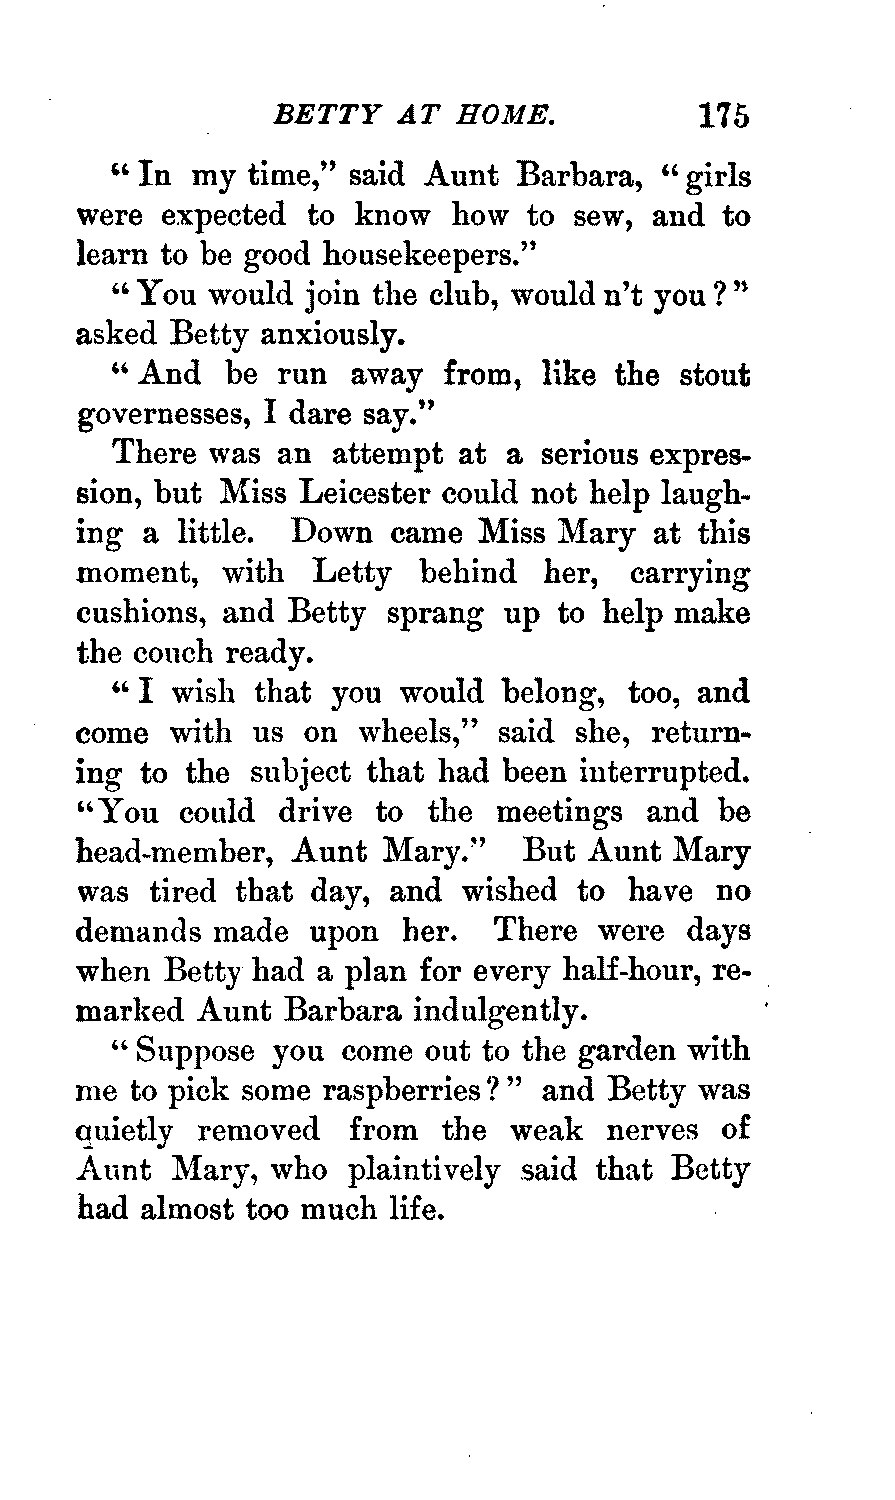 BETTY AT HOME. 175
“In my time,” said Aunt Barbara, “girls
were expected to know how to sew, and to
learn to be good housekeepers.”
“You would join the club, would n't you?”
asked Betty anxiously.
“And be run away from, like the stout
governesses, I dare say.”
There was an attempt at a serious expres-
sion, but Miss Leicester could not help laugh-
ing a little. Down came Miss Mary at this
moment, with Letty behind her, carrying
cushions, and Betty sprang up to help make
the couch ready.
“I wish that you would belong, too, and
come with us on wheels,” said she, return-
ing to the subject that had been interrupted.
“You could drive to the meetings and be
head-member, Aunt Mary.” But Aunt Mary
was tired that day, and wished to have no
demands made upon her. There were days
when Betty had a plan for every half-hour, re-
marked Aunt Barbara indulgently.
“Suppose you come out to the garden with
me to pick some raspberries?” and Betty was
quietly removed from the weak nerves of
Aunt Mary, who plaintively said that Betty
had almost too much life.